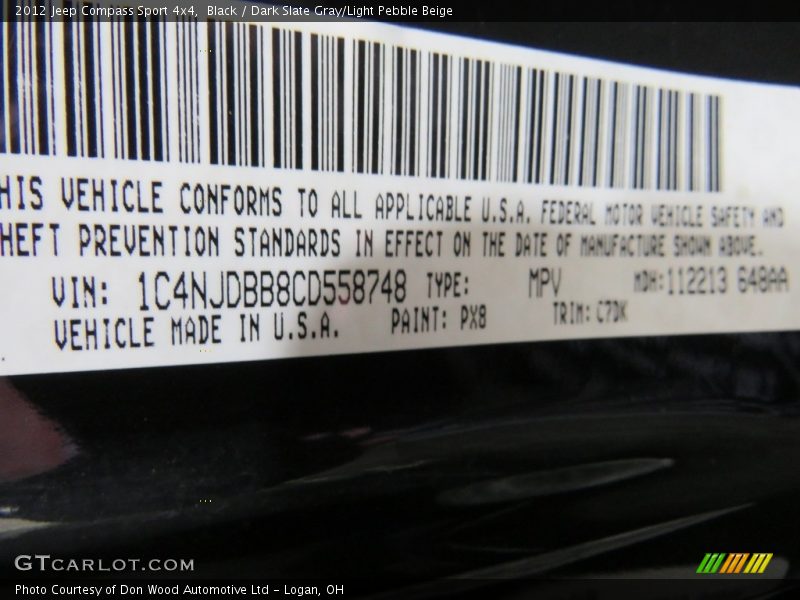 2012 Jeep Compass Sport 4x4, Black / Dark Slate Gray/Light Pebble Beige
HIS VEHICLE CONFORMS TO ALL APPLICABLE U.S.A. FEDERAL MOTOR VEHICLE SAFETY AND
HEFT PREVENTION STANDARDS IN EFFECT ON THE DATE OF MANUFACTURE SHOWN ABOVE.
VIN: 1C4NJDBB8CD558748 TYPE: MPV MDH:112213 648AA
VEHICLE MADE IN U.S.A. PAINT: PX8 TRIM: C7DK
GTCARLOT.COM
Photo Courtesy of Don Wood Automotive Ltd - Logan, OH